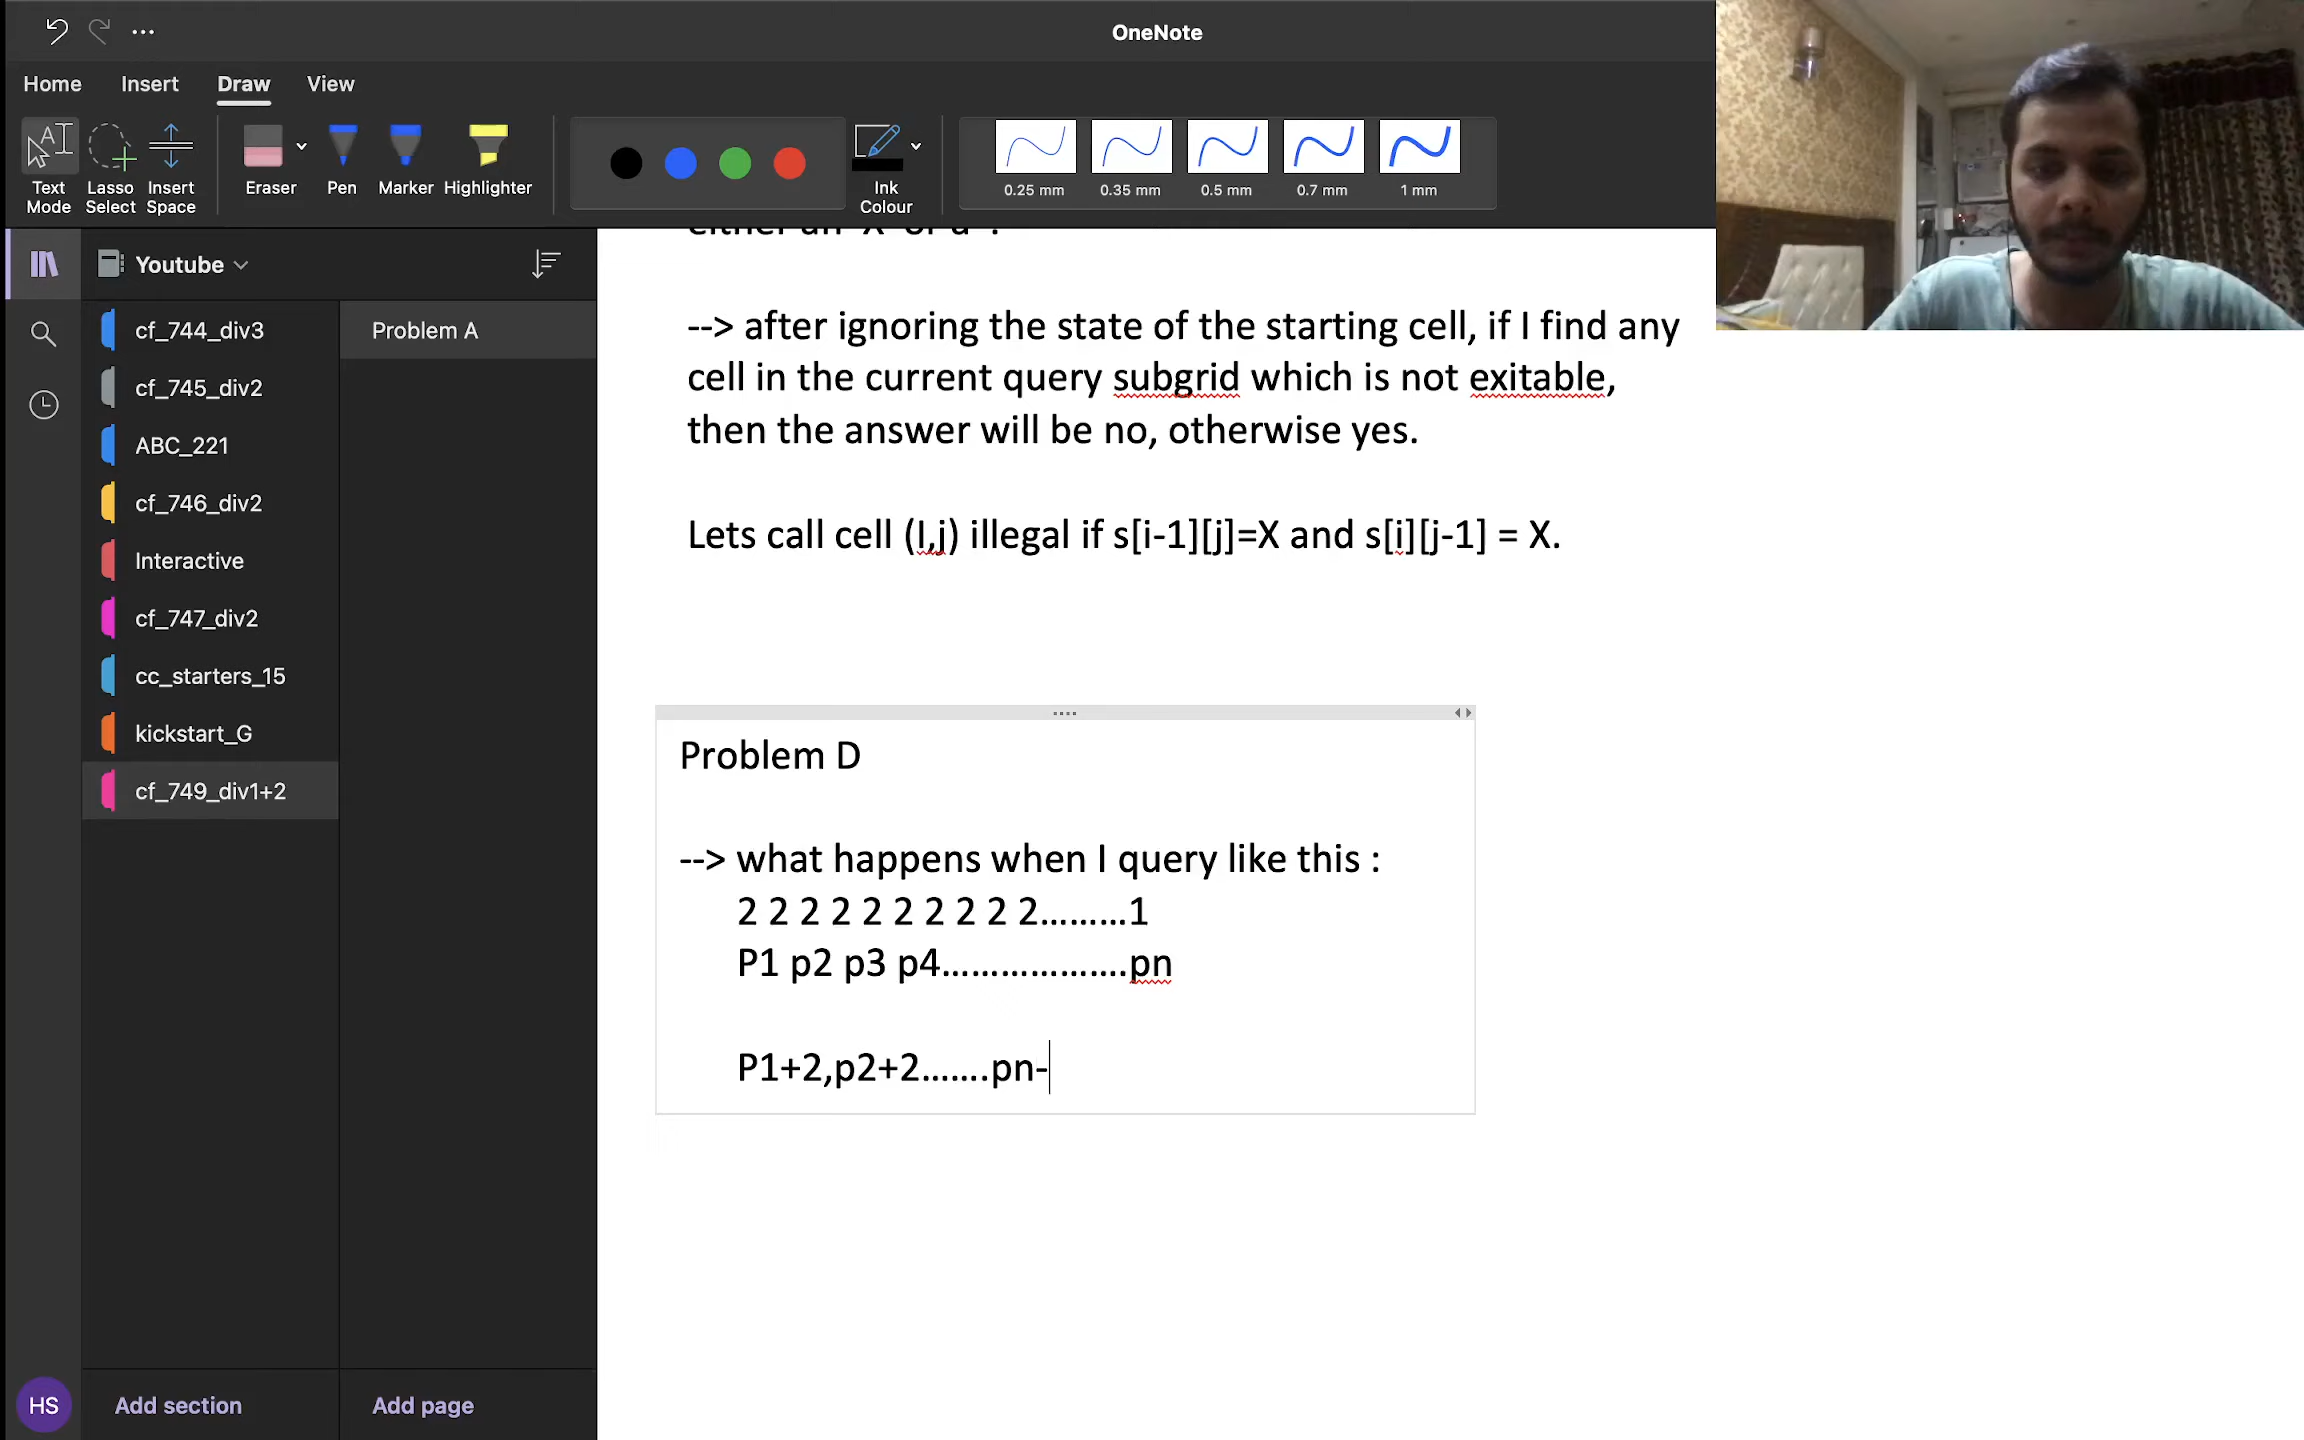 OneNote
Home Insert Draw View
Text Mode
Lasso Select
Insert Space
Eraser
Pen
Marker
Highlighter
Ink Colour
0.25 mm
0.35 mm
0.5 mm
0.7 mm
1 mm
Youtube
cf_744_div3
cf_745_div2
ABC_221
cf_746_div2
Interactive
cf_747_div2
cc_starters_15
kickstart_G
cf_749_div1+2
Problem A
--> after ignoring the state of the starting cell, if I find any
cell in the current query subgrid which is not exitable,
then the answer will be no, otherwise yes.
Lets call cell (I,j) illegal if s[i-1][j]=X and s[i][j-1] = X.
Problem D
--> what happens when I query like this :
2 2 2 2 2 2 2 2 2 2.........1
P1 p2 p3 p4...................pn
P1+2,p2+2.......pn-
HS
Add section
Add page